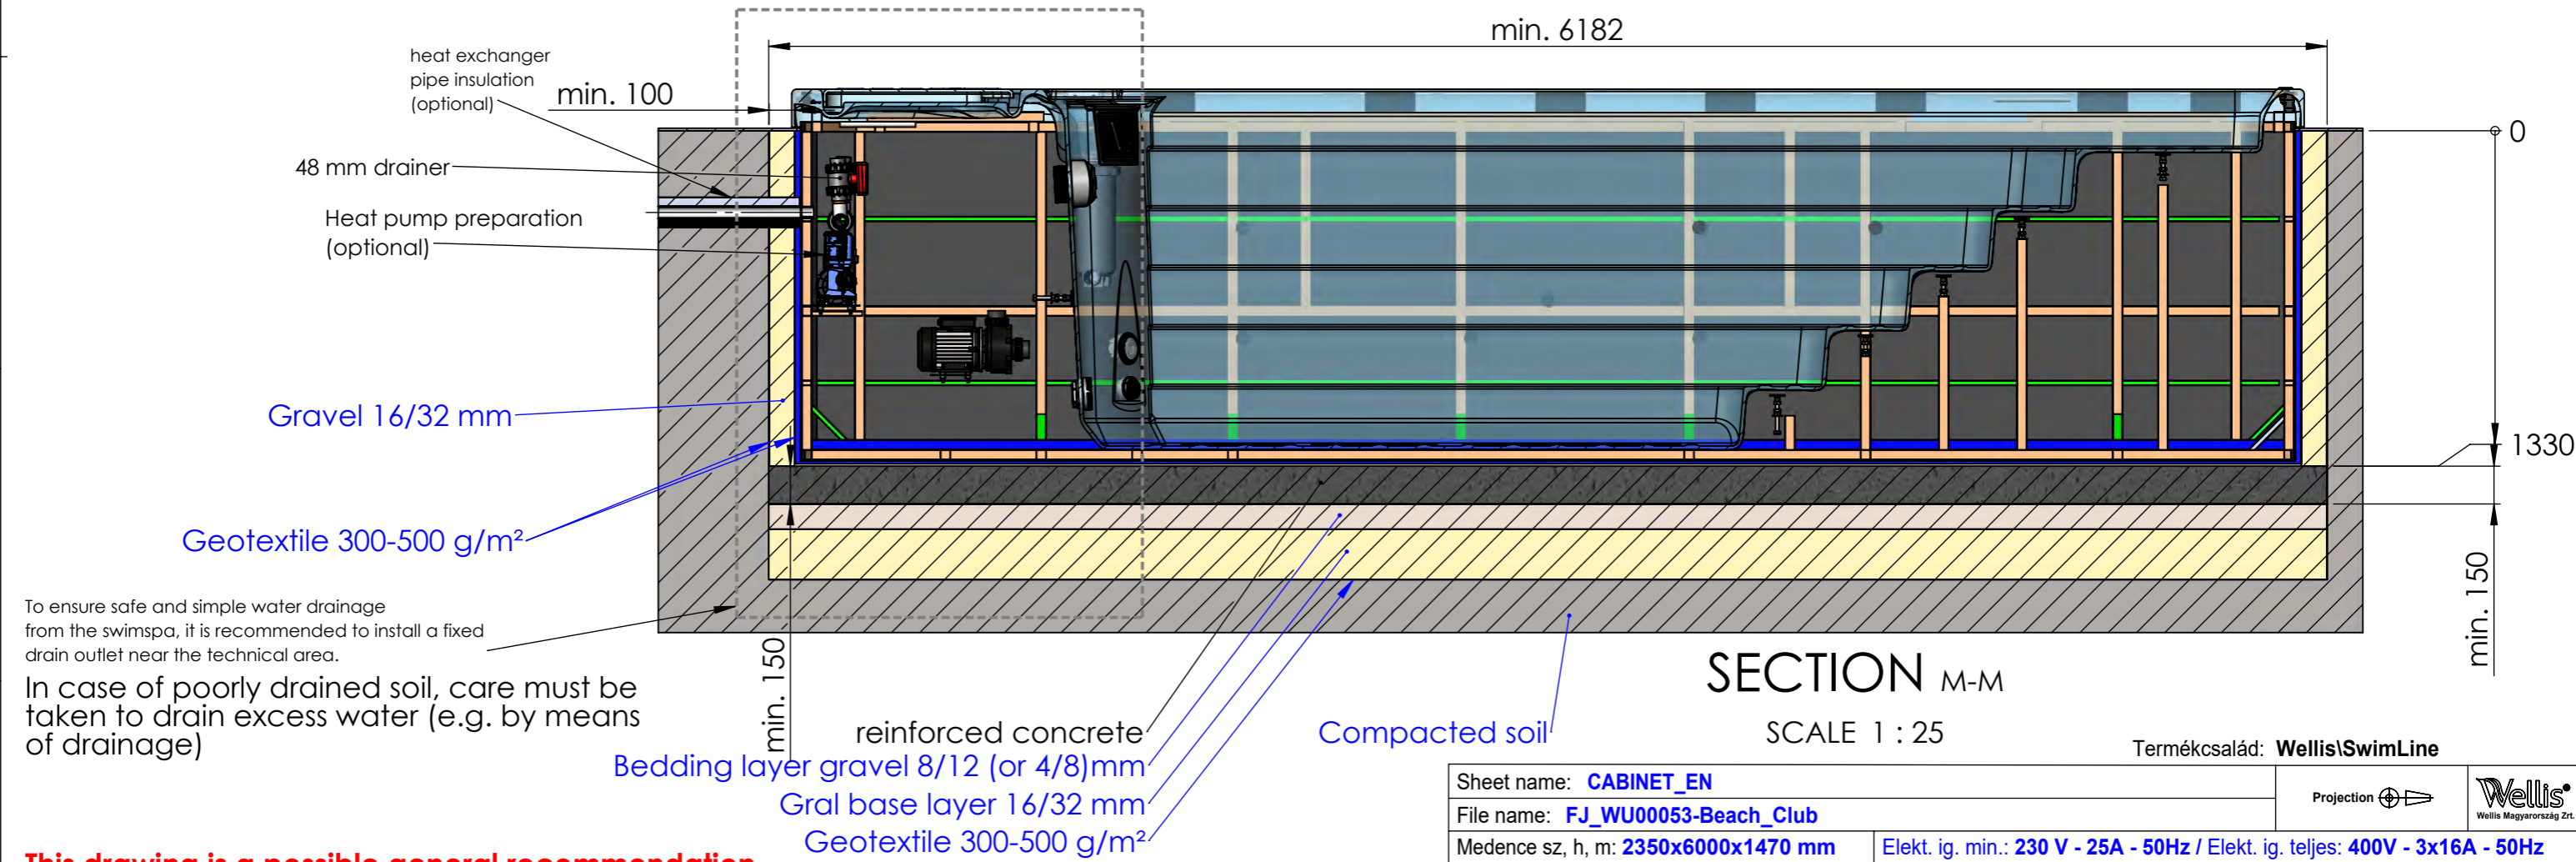 min. 6182
heat exchanger
pipe insulation
(optional)
min. 100
0
48 mm drainer
Heat pump preparation
(optional)
Gravel 16/32 mm
1330
Geotextile 300-500 g/m²
min. 150
To ensure safe and simple water drainage
from the swimspa, it is recommended to install a fixed
drain outlet near the technical area.
In case of poorly drained soil, care must be
taken to drain excess water (e.g. by means
of drainage)
min. 150
SECTION M-M
SCALE 1 : 25
reinforced concrete
Compacted soil
Bedding layer gravel 8/12 (or 4/8)mm
Gral base layer 16/32 mm
Geotextile 300-500 g/m²
Termékcsalád: Wellis\SwimLine
Sheet name: CABINET_EN
Projection
Wellis
Wellis Magyarország Zrt.
File name: FJ_WU00053-Beach_Club
Medence sz, h, m: 2350x6000x1470 mm
Elekt. ig. min.: 230 V - 25A - 50Hz / Elekt. ig. teljes: 400V - 3x16A - 50Hz
This drawing is a possible general recommendation